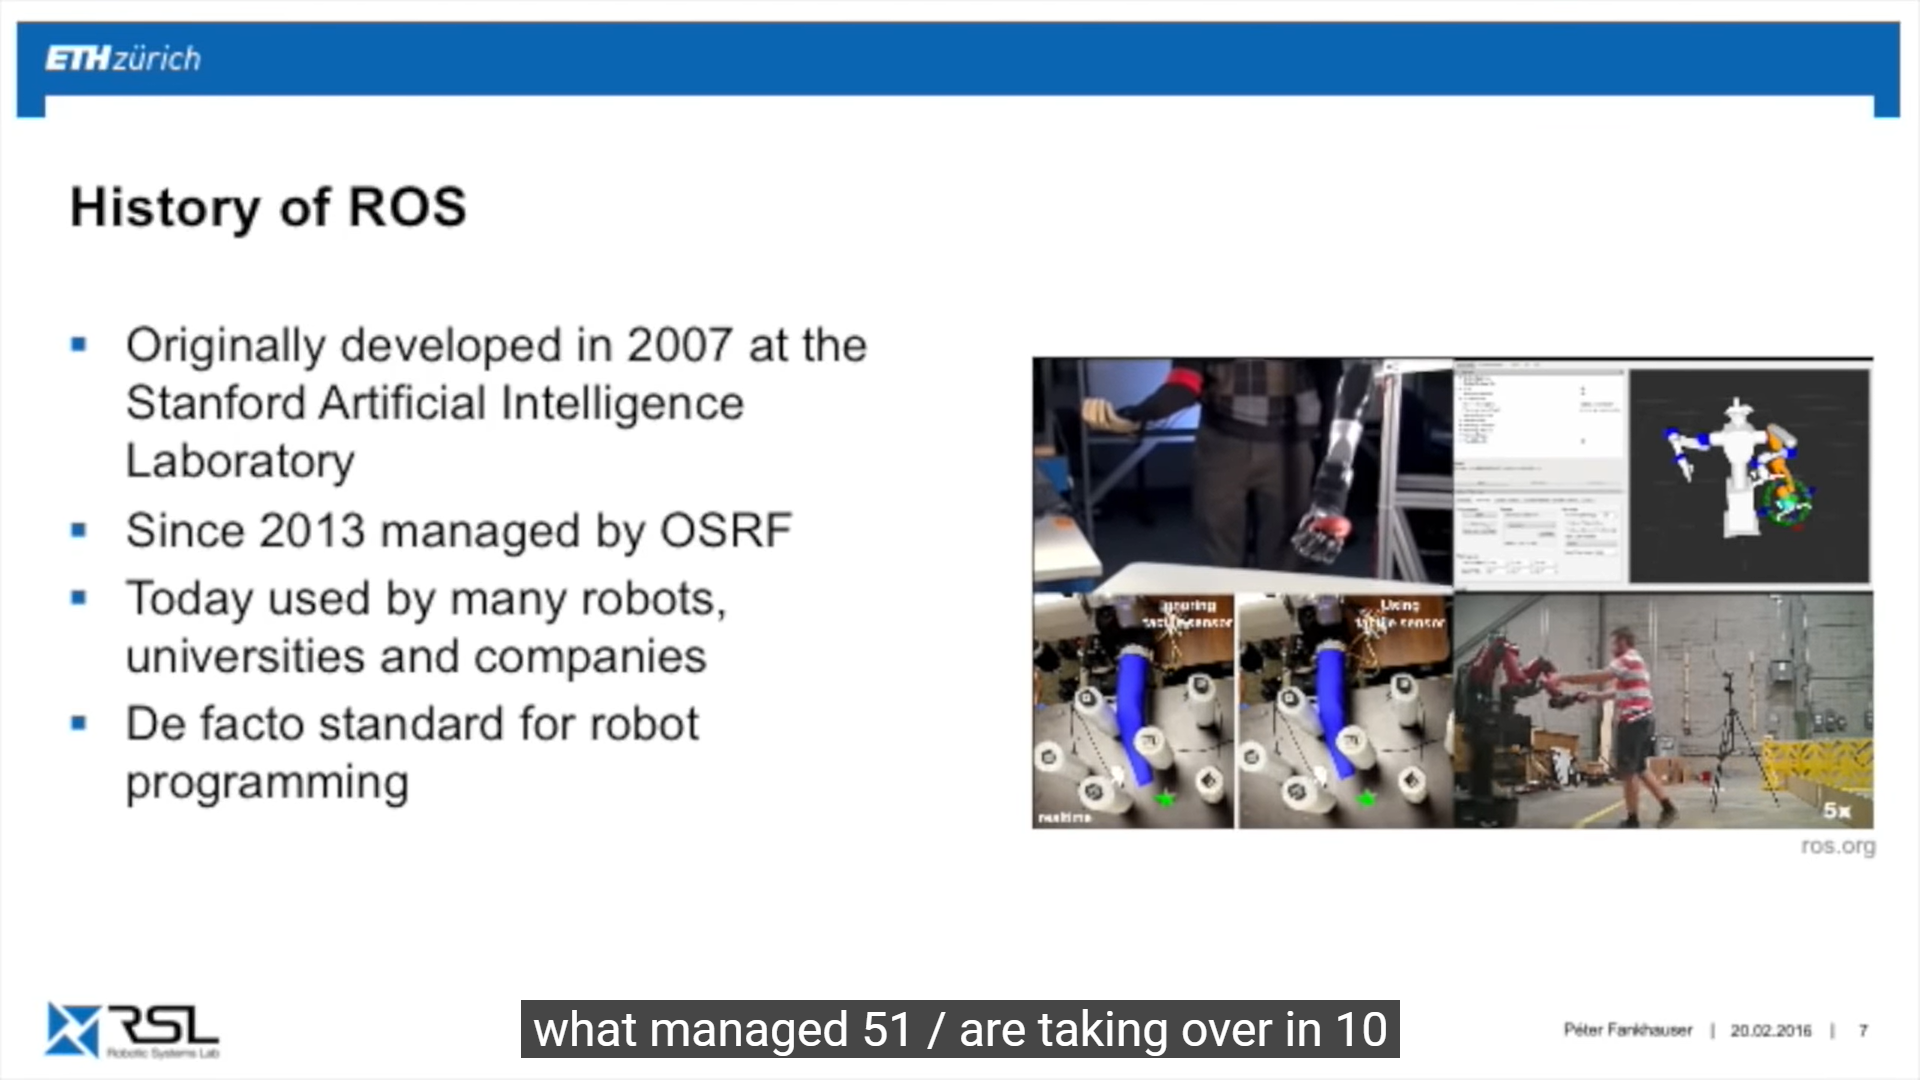 ETH zürich
History of ROS
Originally developed in 2007 at the
Stanford Artificial Intelligence
Laboratory
Since 2013 managed by OSRF
Today used by many robots,
universities and companies
De facto standard for robot
programming
Ignoring
tactile sensor
Using
tactile sensor
realtime
5x
ros.org
RSL
Robotic Systems Lab
what managed 51 / are taking over in 10
Péter Fankhauser | 20.02.2016 | 7